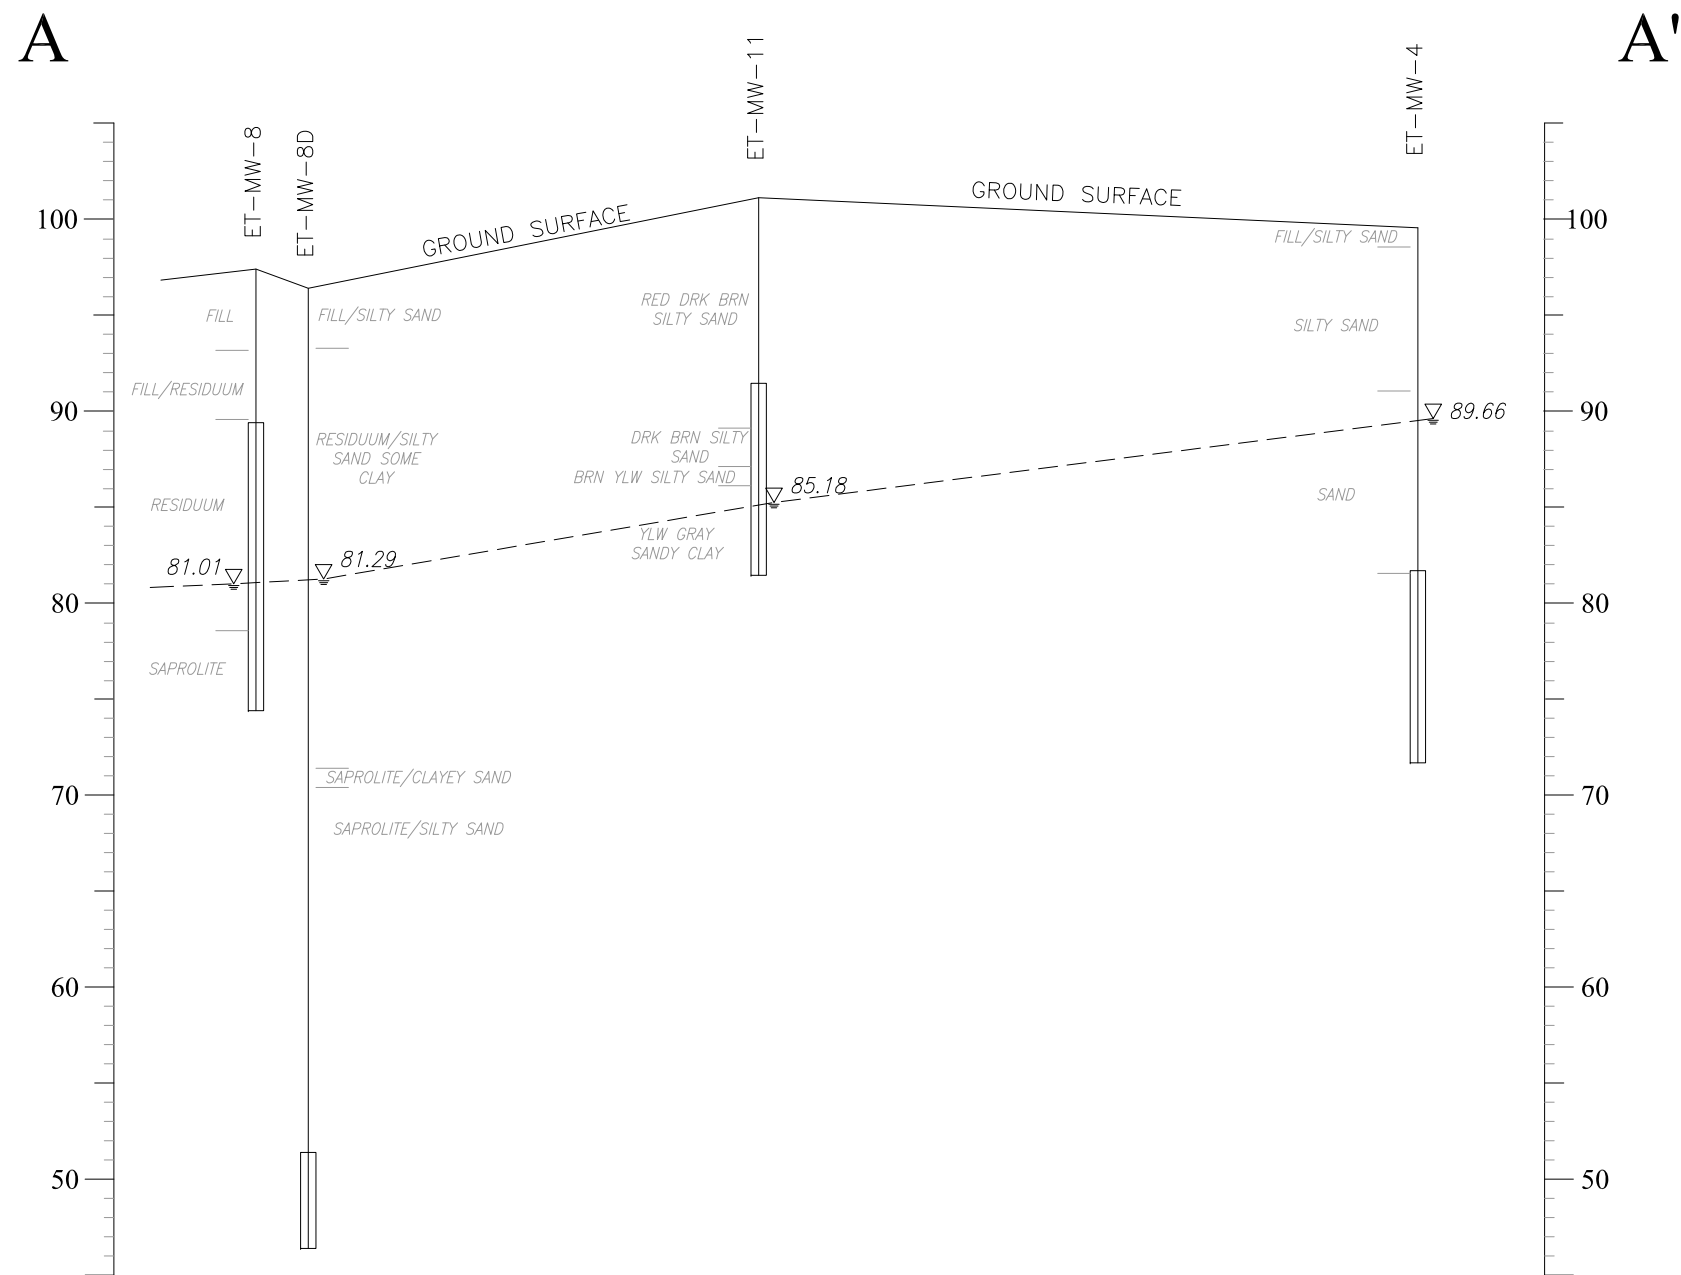 A
A'
ET-MW-8
ET-MW-8D
ET-MW-11
ET-MW-4
GROUND SURFACE
GROUND SURFACE
100
100
FILL/SILTY SAND
FILL
FILL/SILTY SAND
RED DRK BRN
SILTY SAND
SILTY SAND
FILL/RESIDUUM
90
90
89.66
RESIDUUM/SILTY
SAND SOME
CLAY
DRK BRN SILTY
SAND
BRN YLW SILTY SAND
85.18
SAND
RESIDUUM
YLW GRAY
SANDY CLAY
81.01
81.29
80
80
SAPROLITE
SAPROLITE/CLAYEY SAND
70
70
SAPROLITE/SILTY SAND
60
60
50
50